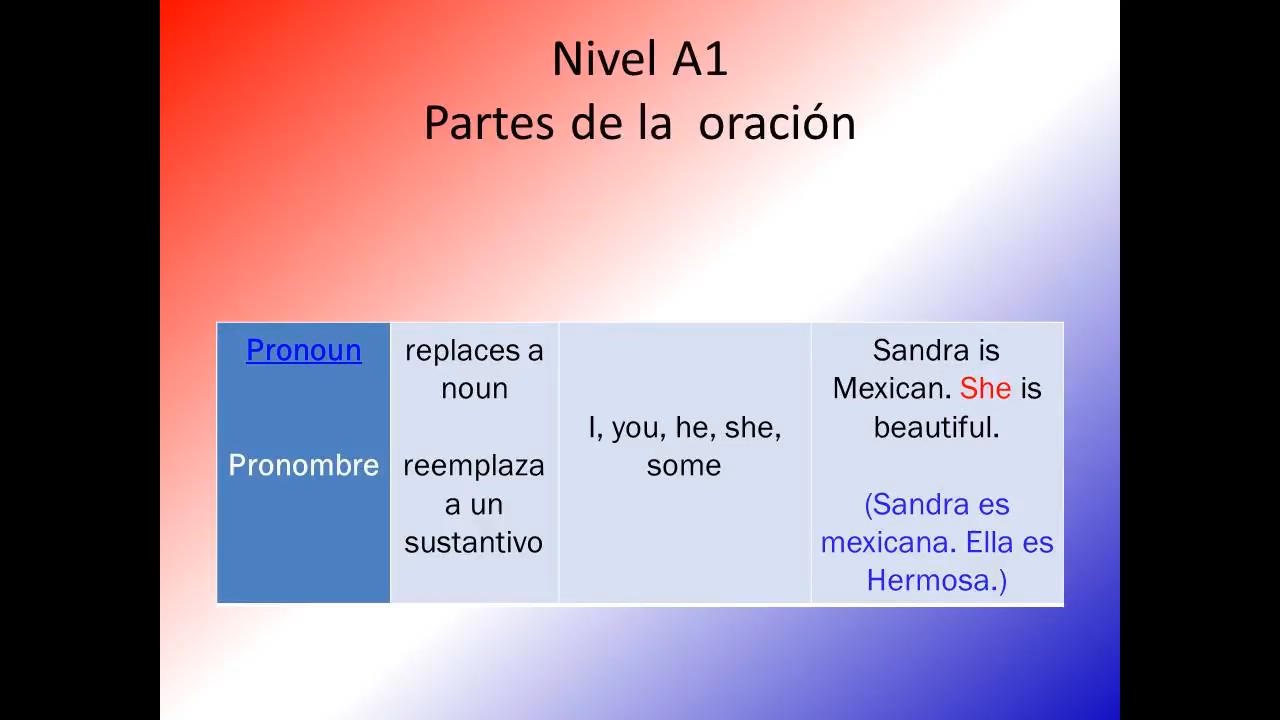 Nivel A1
Partes de la oración
Pronoun
Pronombre
replaces a
noun
reemplaza
a un
sustantivo
I, you, he, she,
some
Sandra is
Mexican. She is
beautiful.
(Sandra es
mexicana. Ella es
Hermosa.)